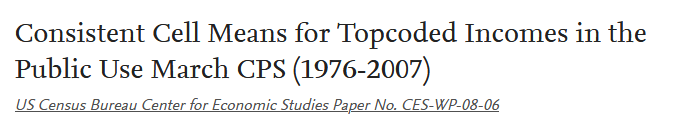 Consistent Cell Means for Topcoded Incomes in the
Public Use March CPS (1976-2007)
US Census Bureau Center for Economic Studies Paper No. CES-WP-08-06